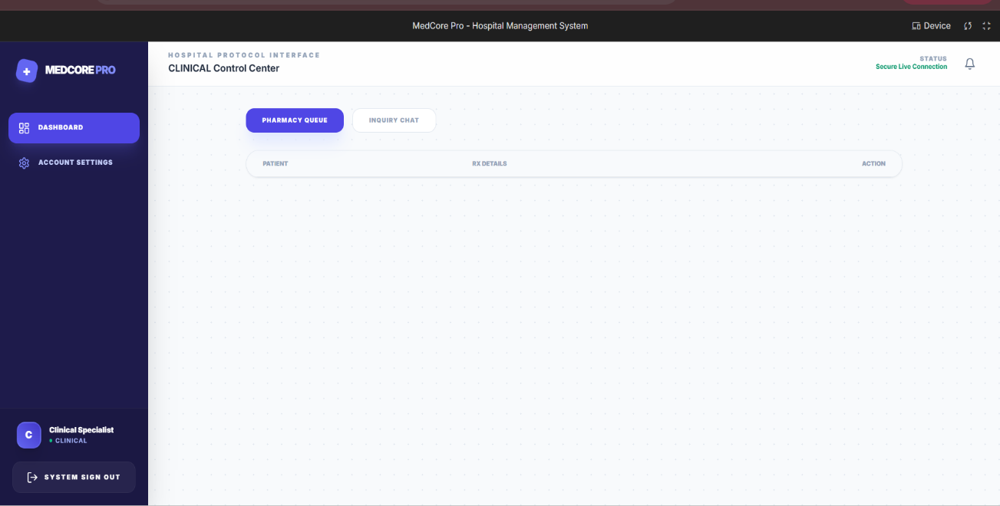 MedCore Pro - Hospital Management System
Device
MEDCORE PRO
DASHBOARD
ACCOUNT SETTINGS
Clinical Specialist
C
CLINICAL
SYSTEM SIGN OUT
HOSPITAL PROTOCOL INTERFACE
CLINICAL Control Center
STATUS
Secure Live Connection
PHARMACY QUEUE
INQUIRY CHAT
PATIENT
RX DETAILS
ACTION